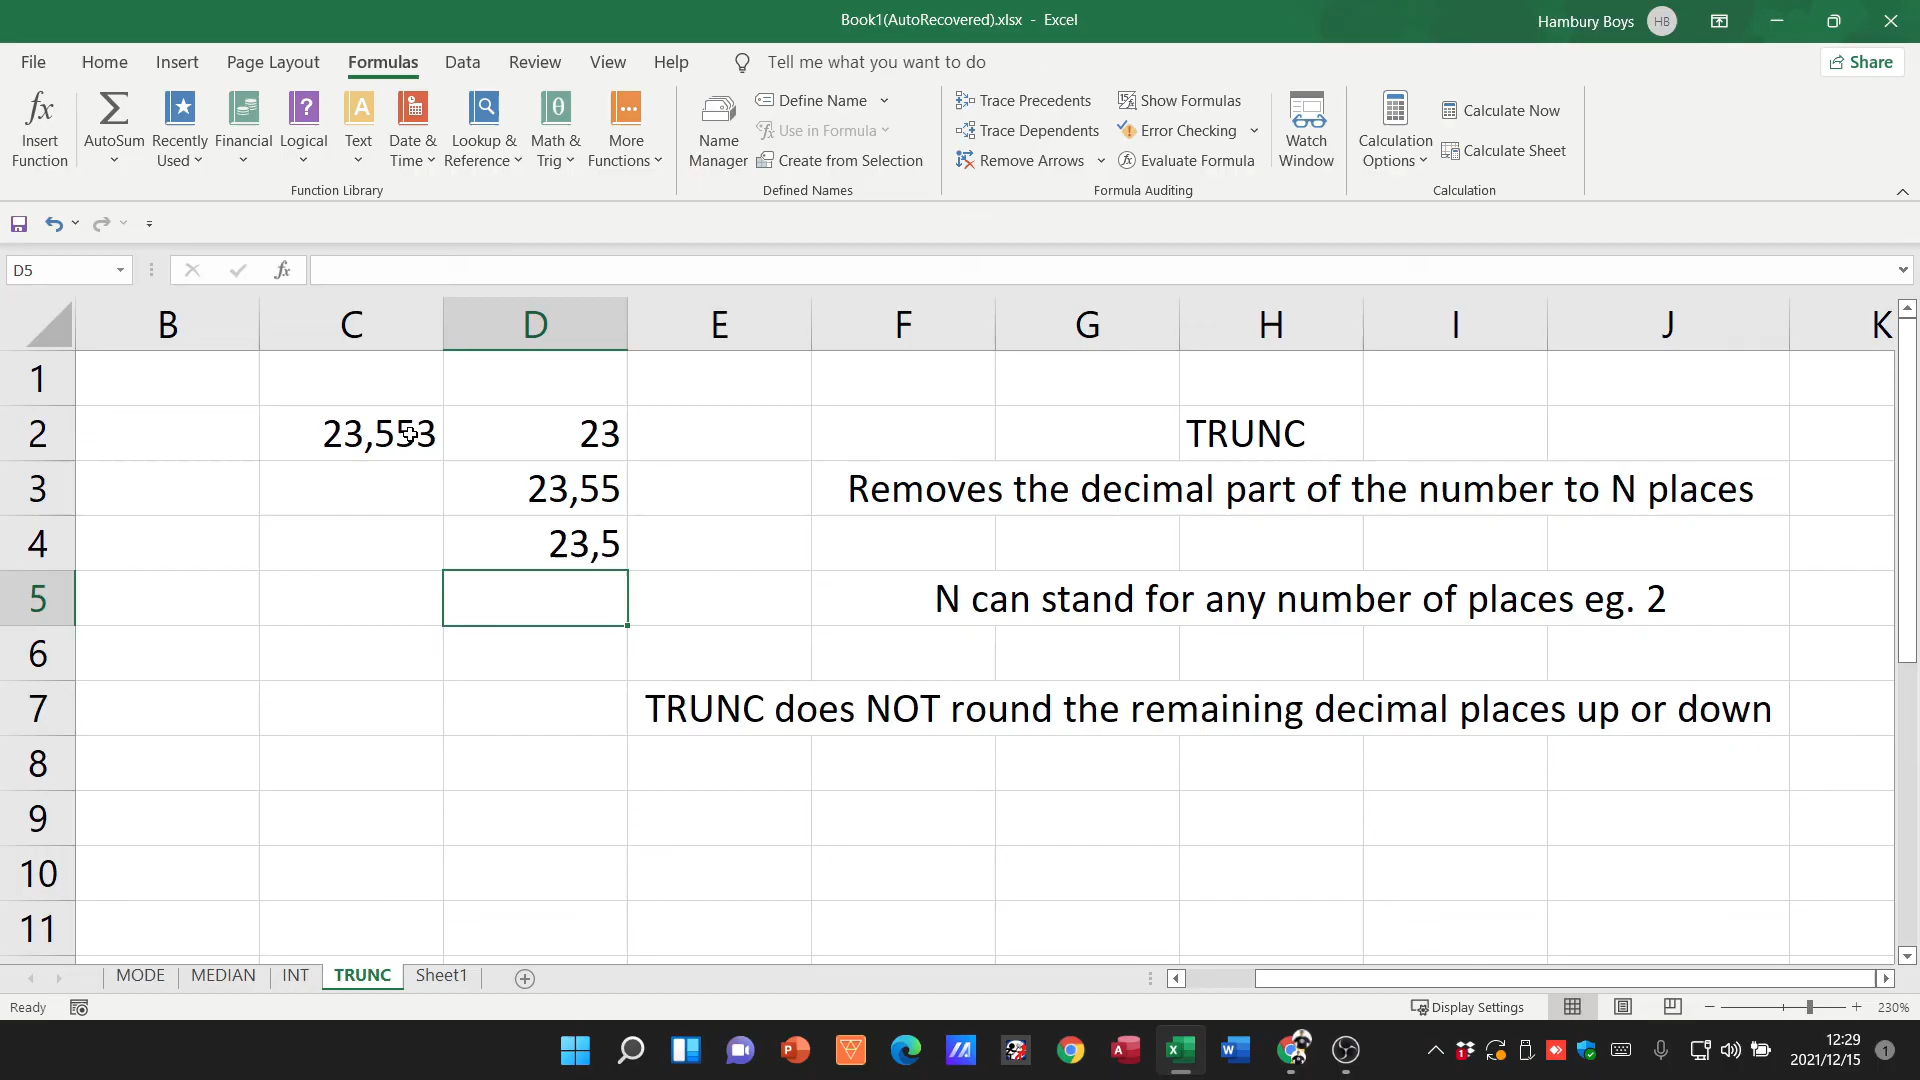 Book1(AutoRecovered).xlsx - Excel
Hambury Boys
HB
File
Home
Insert
Page Layout
Formulas
Data
Review
View
Help
Tell me what you want to do
Share
Insert Function
AutoSum
Recently Used
Financial
Logical
Text
Date & Time
Lookup & Reference
Math & Trig
More Functions
Function Library
Name Manager
Define Name
Use in Formula
Create from Selection
Defined Names
Trace Precedents
Trace Dependents
Remove Arrows
Show Formulas
Error Checking
Evaluate Formula
Formula Auditing
Watch Window
Calculation Options
Calculate Now
Calculate Sheet
Calculation
D5
B C D E F G H I J K
1
2 23,553 23 TRUNC
3 23,55 Removes the decimal part of the number to N places
4 23,5
5 N can stand for any number of places eg. 2
6
7 TRUNC does NOT round the remaining decimal places up or down
8
9
10
11
MODE
MEDIAN
INT
TRUNC
Sheet1
Ready
Display Settings
230%
12:29
2021/12/15
1